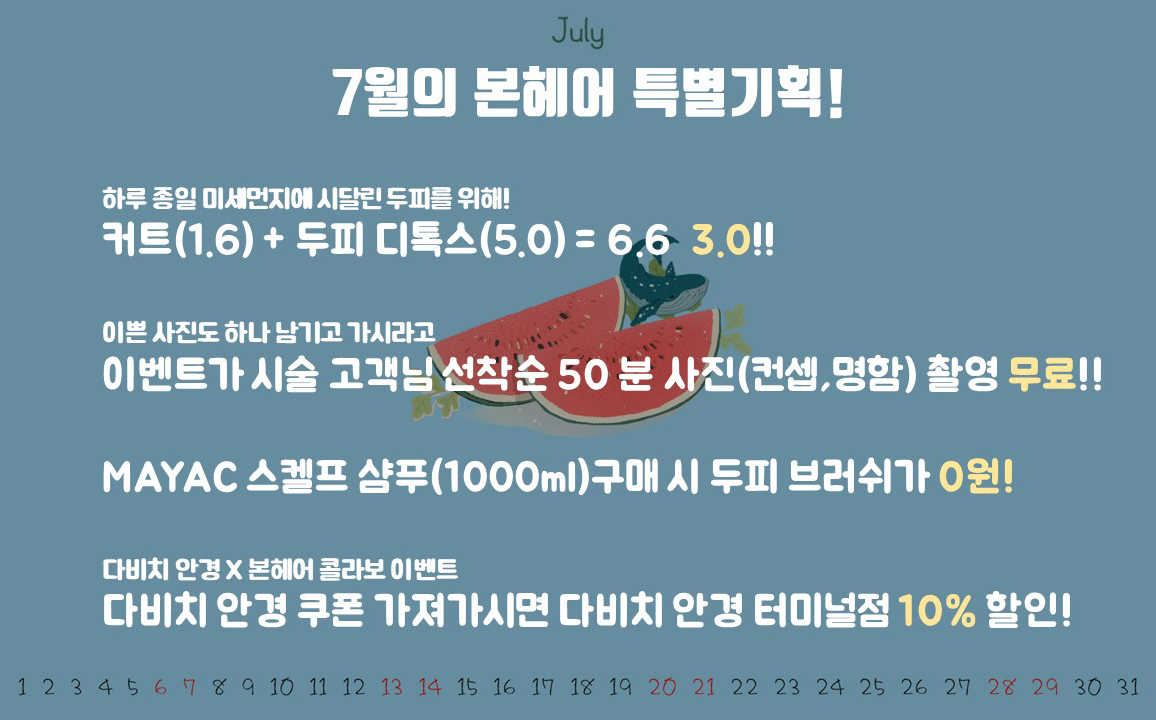 July
7월의 본헤어 특별기획!
하루 종일 미세먼지에 시달린 두피를 위해!
커트(1.6) + 두피 디톡스(5.0) = 6.6 3.0!!
이쁜 사진도 하나 남기고 가시라고
이벤트가 시술 고객님 선착순 50 분 사진(컨셉,명함) 촬영 무료!!
MAYAC 스켈프 샴푸(1000ml)구매 시 두피 브러쉬가 0원!
다비치 안경 X 본헤어 콜라보 이벤트
다비치 안경 쿠폰 가져가시면 다비치 안경 터미널점 10% 할인!
1 2 3 4 5 6 7 8 9 10 11 12 13 14 15 16 17 18 19 20 21 22 23 24 25 26 27 28 29 30 31